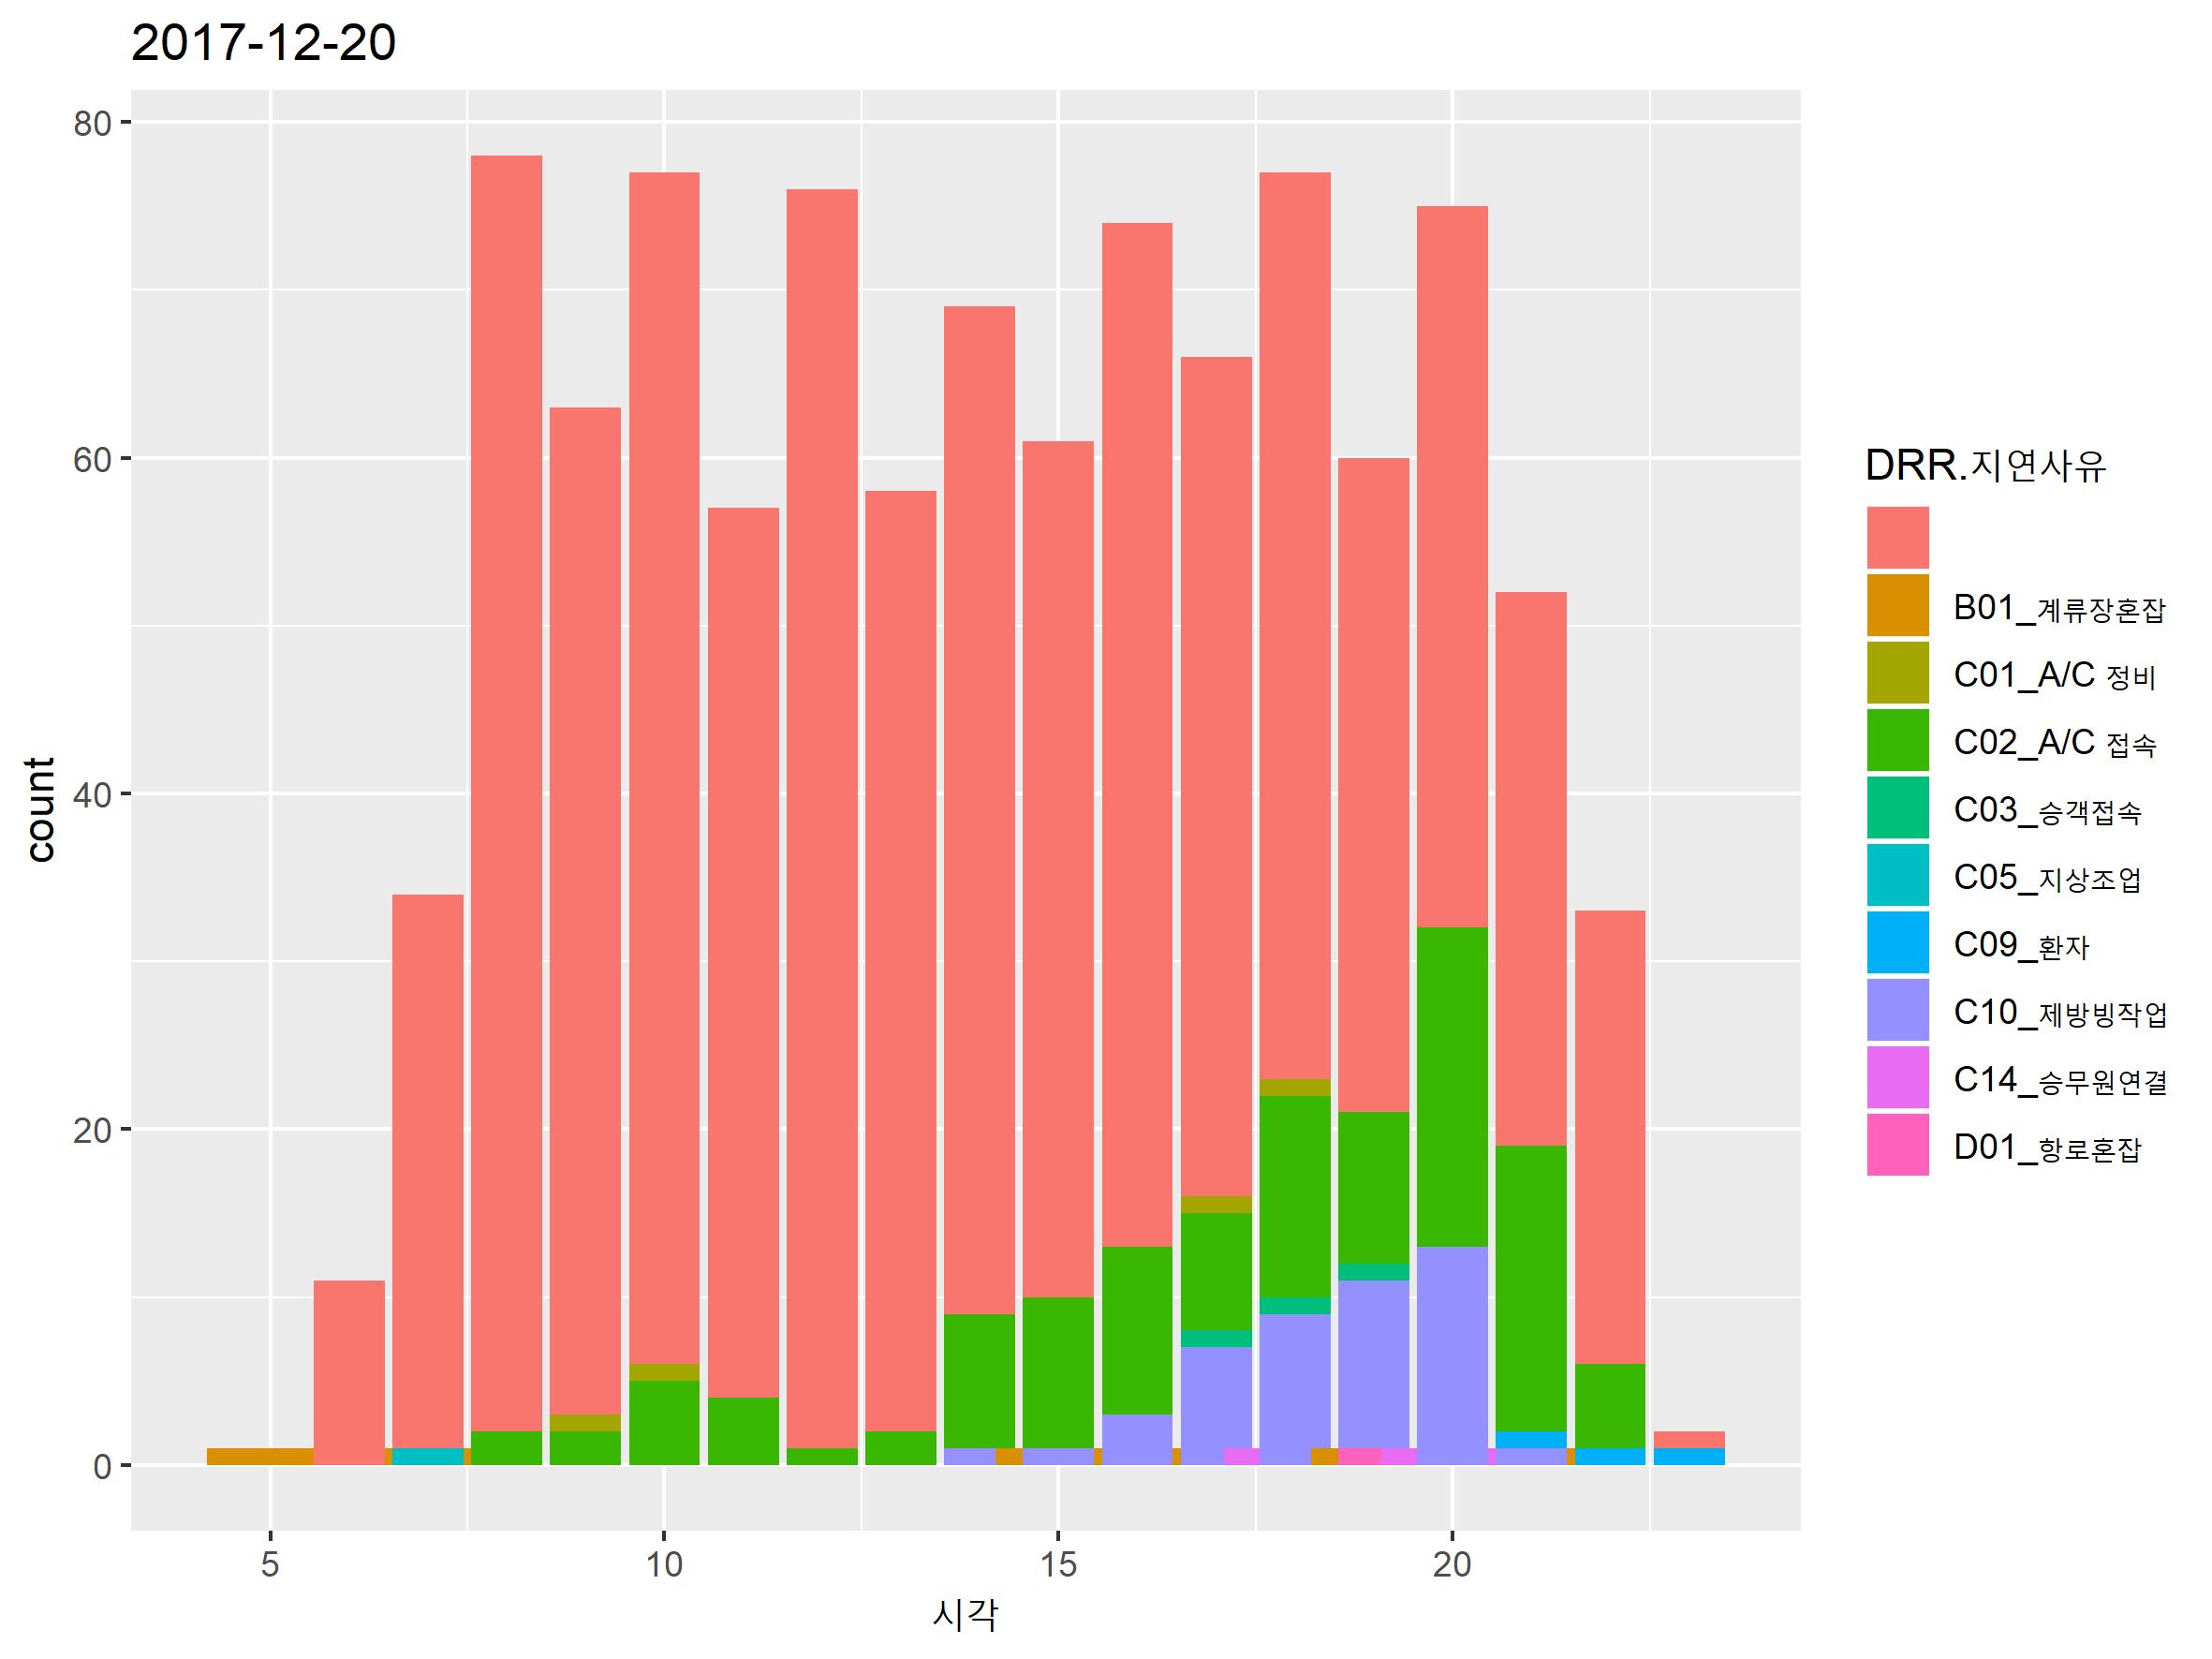 2017-12-20
80
60
40
20
0
count
5 10 15 20
시각
DRR.지연사유
B01_계류장혼잡
C01_A/C 정비
C02_A/C 접속
C03_승객접속
C05_지상조업
C09_환자
C10_제방빙작업
C14_승무원연결
D01_항로혼잡